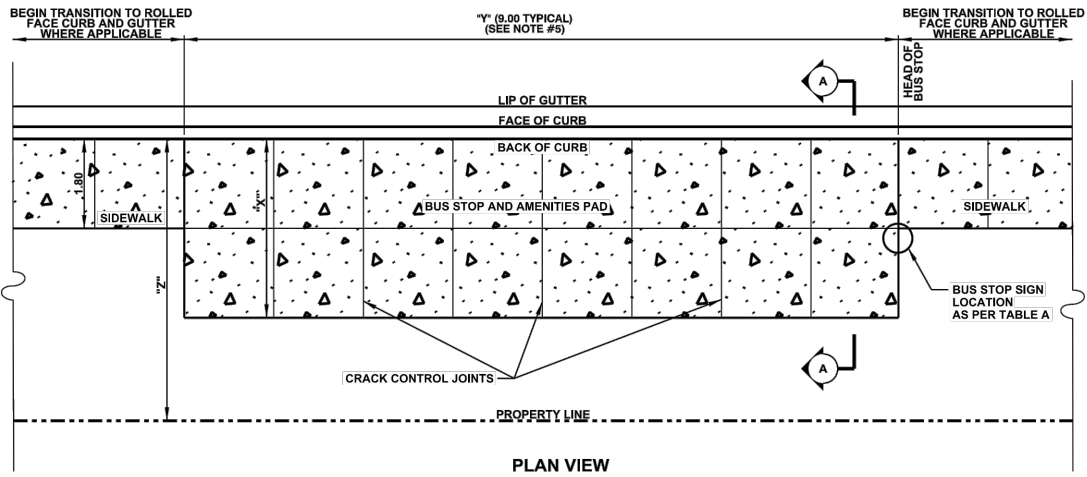 BEGIN TRANSITION TO ROLLED
FACE CURB AND GUTTER
WHERE APPLICABLE
"Y" (9.00 TYPICAL)
(SEE NOTE #5)
BEGIN TRANSITION TO ROLLED
FACE CURB AND GUTTER
WHERE APPLICABLE
HEAD OF
BUS STOP
A
LIP OF GUTTER
FACE OF CURB
BACK OF CURB
1.80
"X"
BUS STOP AND AMENITIES PAD
SIDEWALK
SIDEWALK
"Z"
BUS STOP SIGN
LOCATION
AS PER TABLE A
A
CRACK CONTROL JOINTS
PROPERTY LINE
PLAN VIEW